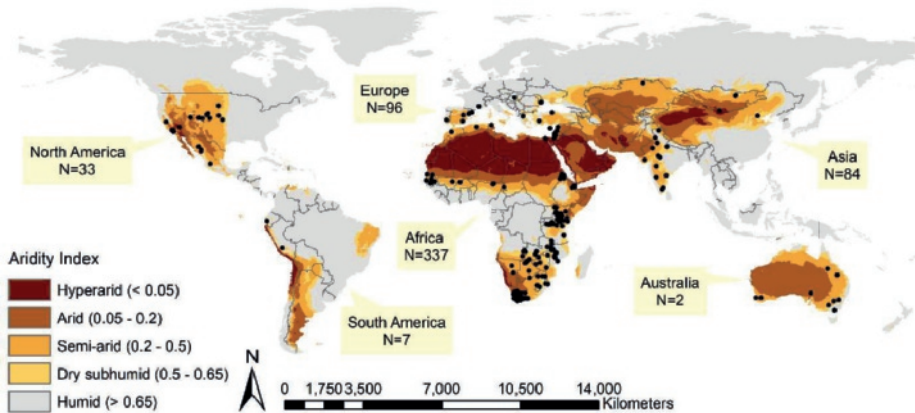 Europe
N=96
North America
N=33
Asia
N=84
Africa
N=337
Australia
N=2
South America
N=7
Aridity Index
Hyperarid (< 0.05)
Arid (0.05 - 0.2)
Semi-arid (0.2 - 0.5)
Dry subhumid (0.5 - 0.65)
Humid (> 0.65)
N
0 1,750 3,500 7,000 10,500 14,000
Kilometers